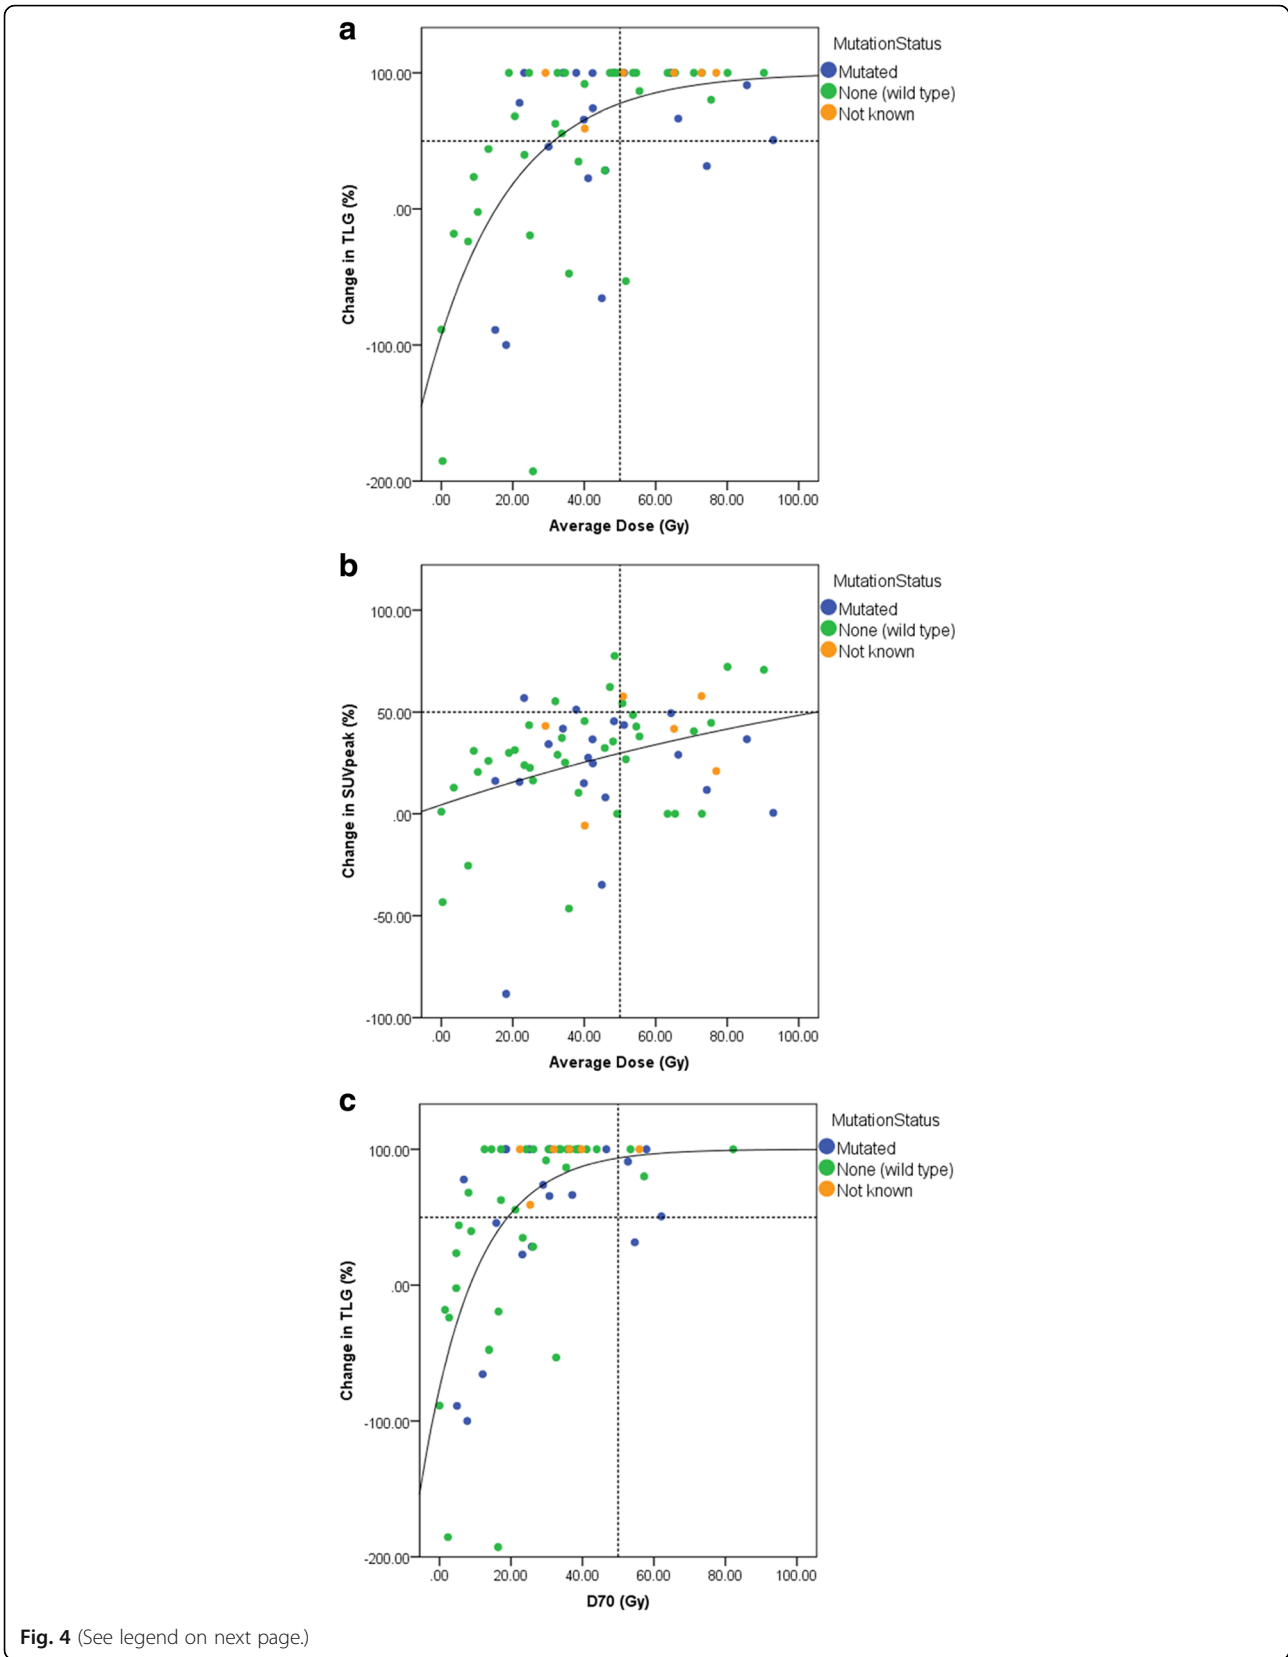 a
MutationStatus
Mutated
None (wild type)
Not known
Change in TLG (%)
100.00
.00
-100.00
-200.00
.00 20.00 40.00 60.00 80.00 100.00
Average Dose (Gy)
b
MutationStatus
Mutated
None (wild type)
Not known
Change in SUVpeak (%)
100.00
50.00
.00
-50.00
-100.00
.00 20.00 40.00 60.00 80.00 100.00
Average Dose (Gy)
c
MutationStatus
Mutated
None (wild type)
Not known
Change in TLG (%)
100.00
.00
-100.00
-200.00
.00 20.00 40.00 60.00 80.00 100.00
D70 (Gy)
Fig. 4 (See legend on next page.)